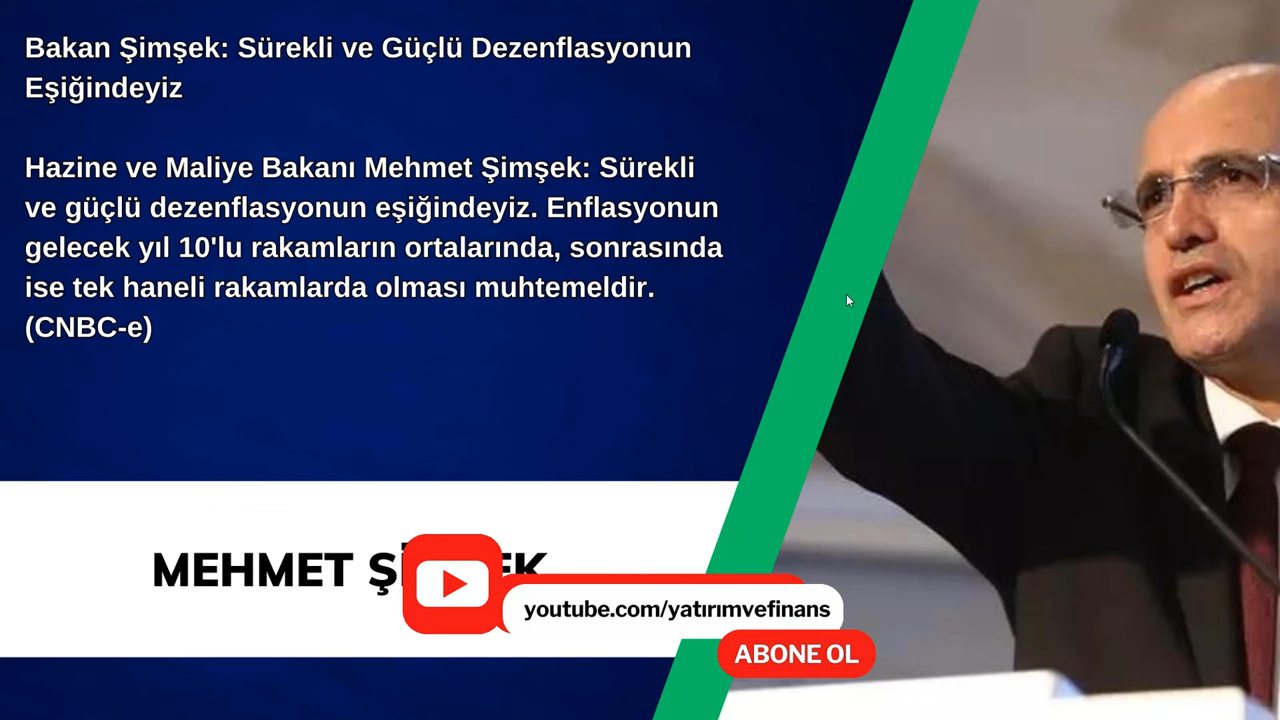 Bakan Şimşek: Sürekli ve Güçlü Dezenflasyonun
Eşiğindeyiz
Hazine ve Maliye Bakanı Mehmet Şimşek: Sürekli
ve güçlü dezenflasyonun eşiğindeyiz. Enflasyonun
gelecek yıl 10'lu rakamların ortalarında, sonrasında
ise tek haneli rakamlarda olması muhtemeldir.
(CNBC-e)
MEHMET
youtube.com/yatırımvefinans
ABONE OL